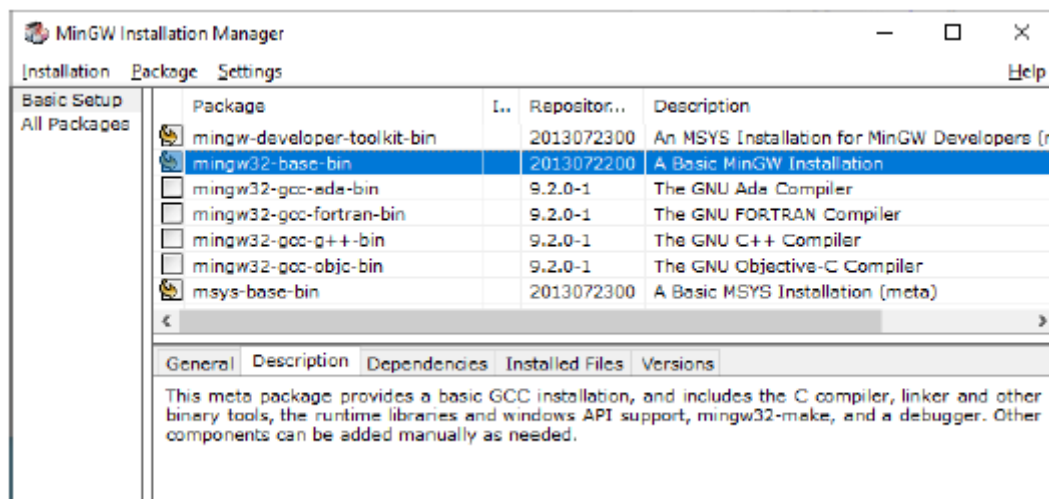 MinGW Installation Manager
Installation Package Settings Help
Basic Setup
All Packages
Package I.. Repositor... Description
mingw-developer-toolkit-bin 2013072300 An MSYS Installation for MinGW Developers (
mingw32-base-bin 2013072200 A Basic MinGW Installation
mingw32-gcc-ada-bin 9.2.0-1 The GNU Ada Compiler
mingw32-gcc-fortran-bin 9.2.0-1 The GNU FORTRAN Compiler
mingw32-gcc-g++-bin 9.2.0-1 The GNU C++ Compiler
mingw32-gcc-objc-bin 9.2.0-1 The GNU Objective-C Compiler
msys-base-bin 2013072300 A Basic MSYS Installation (meta)
General Description Dependencies Installed Files Versions
This meta package provides a basic GCC installation, and includes the C compiler, linker and other
binary tools, the runtime libraries and windows API support, mingw32-make, and a debugger. Other
components can be added manually as needed.